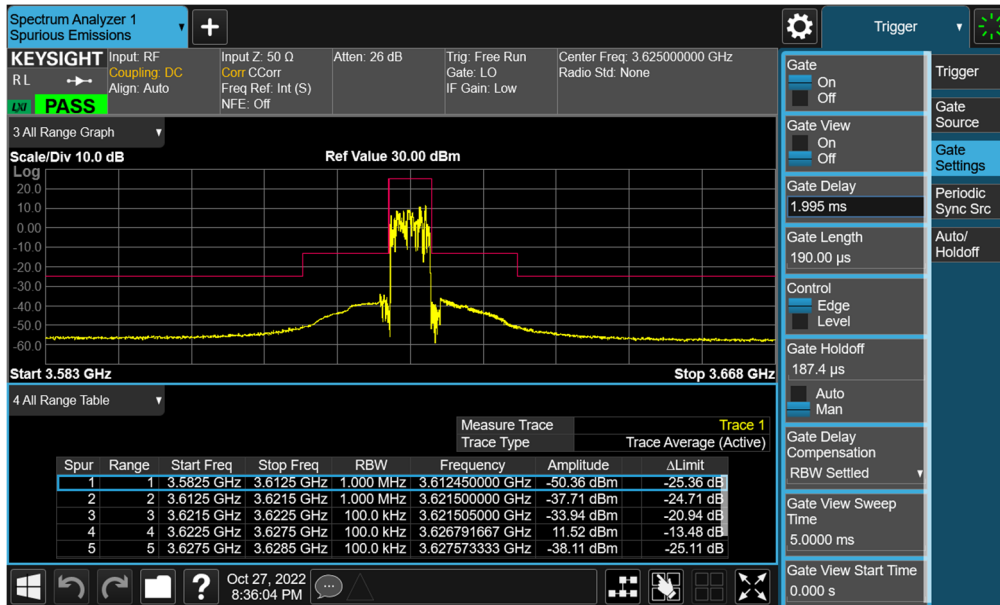 Spectrum Analyzer 1
Spurious Emissions
Trigger
KEYSIGHT
R L
LXI PASS
Input: RF
Coupling: DC
Align: Auto
Input Z: 50 Ω
Corr CCorr
Freq Ref: Int (S)
NFE: Off
Atten: 26 dB
Trig: Free Run
Gate: LO
IF Gain: Low
Center Freq: 3.625000000 GHz
Radio Std: None
3 All Range Graph
Scale/Div 10.0 dB
Ref Value 30.00 dBm
Log
20.0
10.0
0.00
-10.0
-20.0
-30.0
-40.0
-50.0
-60.0
Start 3.583 GHz
Stop 3.668 GHz
4 All Range Table
Measure Trace Trace 1
Trace Type Trace Average (Active)
Spur Range Start Freq Stop Freq RBW Frequency Amplitude ΔLimit
1 1 3.5825 GHz 3.6125 GHz 1.000 MHz 3.612450000 GHz -50.36 dBm -25.36 dB
2 2 3.6125 GHz 3.6215 GHz 1.000 MHz 3.621500000 GHz -37.71 dBm -24.71 dB
3 3 3.6215 GHz 3.6225 GHz 100.0 kHz 3.621505000 GHz -33.94 dBm -20.94 dB
4 4 3.6225 GHz 3.6275 GHz 100.0 kHz 3.626791667 GHz 11.52 dBm -13.48 dB
5 5 3.6275 GHz 3.6285 GHz 100.0 kHz 3.627573333 GHz -38.11 dBm -25.11 dB
?
Oct 27, 2022
8:36:04 PM
Gate
On
Off
Gate View
On
Off
Gate Delay
1.995 ms
Gate Length
190.00 µs
Control
Edge
Level
Gate Holdoff
187.4 µs
Auto
Man
Gate Delay
Compensation
RBW Settled
Gate View Sweep
Time
5.0000 ms
Gate View Start Time
0.000 s
Trigger
Gate
Source
Gate
Settings
Periodic
Sync Src
Auto/
Holdoff